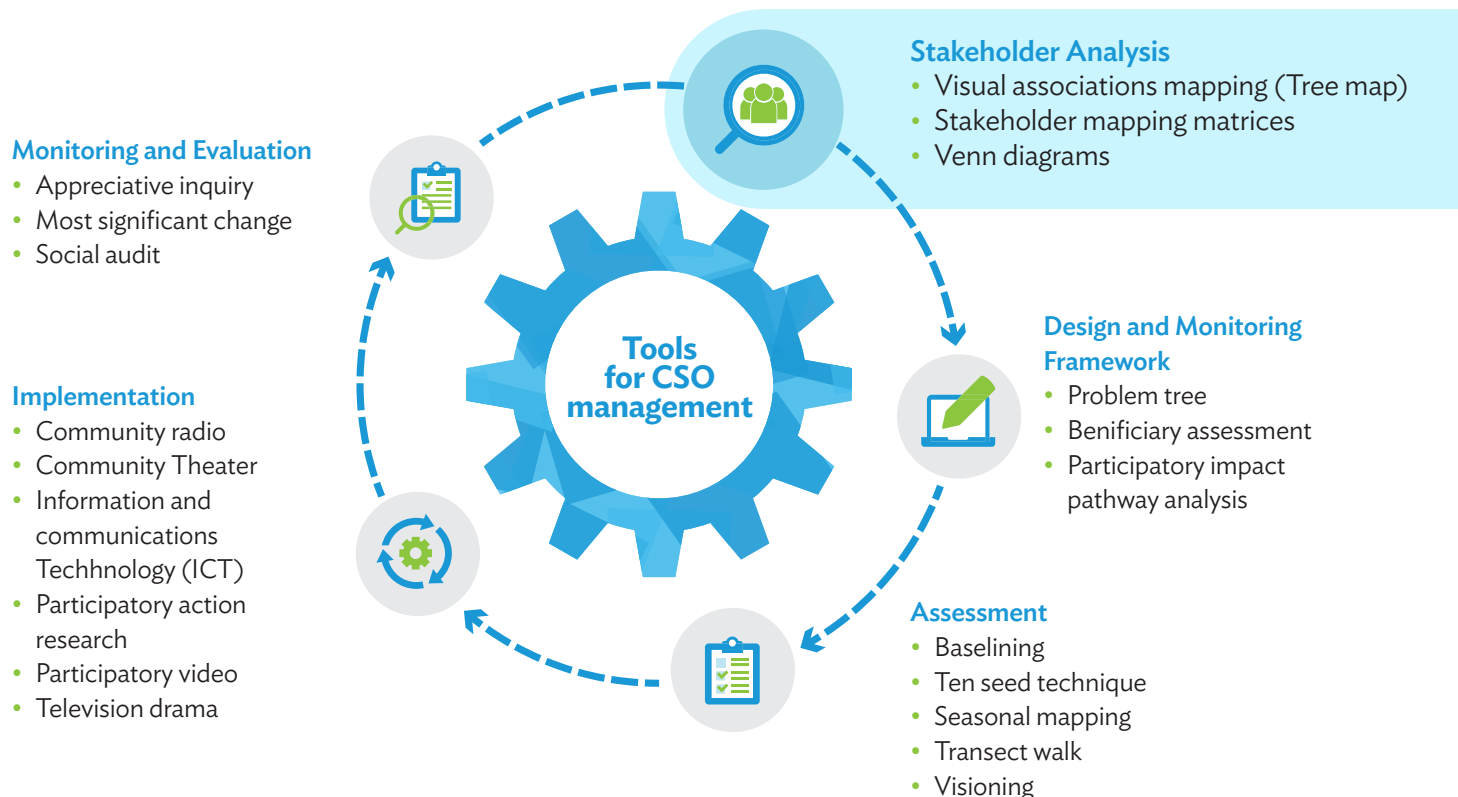 Stakeholder Analysis
• Visual associations mapping (Tree map)
• Stakeholder mapping matrices
• Venn diagrams
Monitoring and Evaluation
• Appreciative inquiry
• Most significant change
• Social audit
Tools
for CSO
management
Design and Monitoring
Framework
• Problem tree
• Benificiary assessment
• Participatory impact
pathway analysis
Implementation
• Community radio
• Community Theater
• Information and
communications
Techhnology (ICT)
• Participatory action
research
• Participatory video
• Television drama
Assessment
• Baselining
• Ten seed technique
• Seasonal mapping
• Transect walk
• Visioning